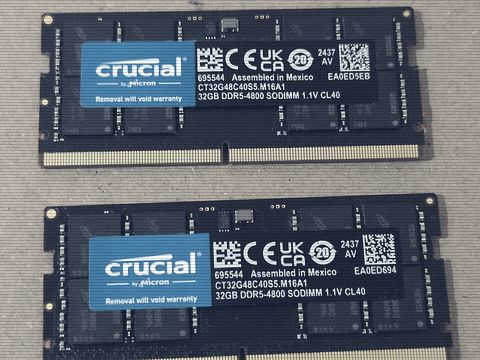 crucial
by Micron
Removal will void warranty
CE UK CA 20 2437 AV
695544 Assembled in Mexico EA0ED5EB
CT32G48C40S5.M16A1
32GB DDR5-4800 SODIMM 1.1V CL40
crucial
by Micron
Removal will void warranty
CE UK CA 20 2437 AV
695544 Assembled in Mexico EA0ED694
CT32G48C40S5.M16A1
32GB DDR5-4800 SODIMM 1.1V CL40